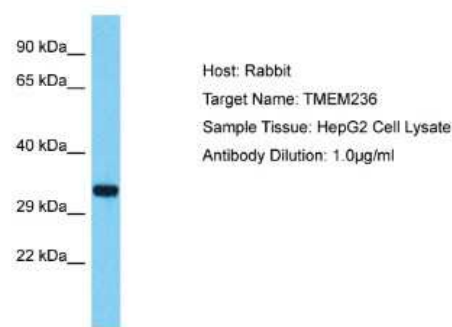 90 kDa
65 kDa
40 kDa
29 kDa
22 kDa
Host: Rabbit
Target Name: TMEM236
Sample Tissue: HepG2 Cell Lysate
Antibody Dilution: 1.0µg/ml